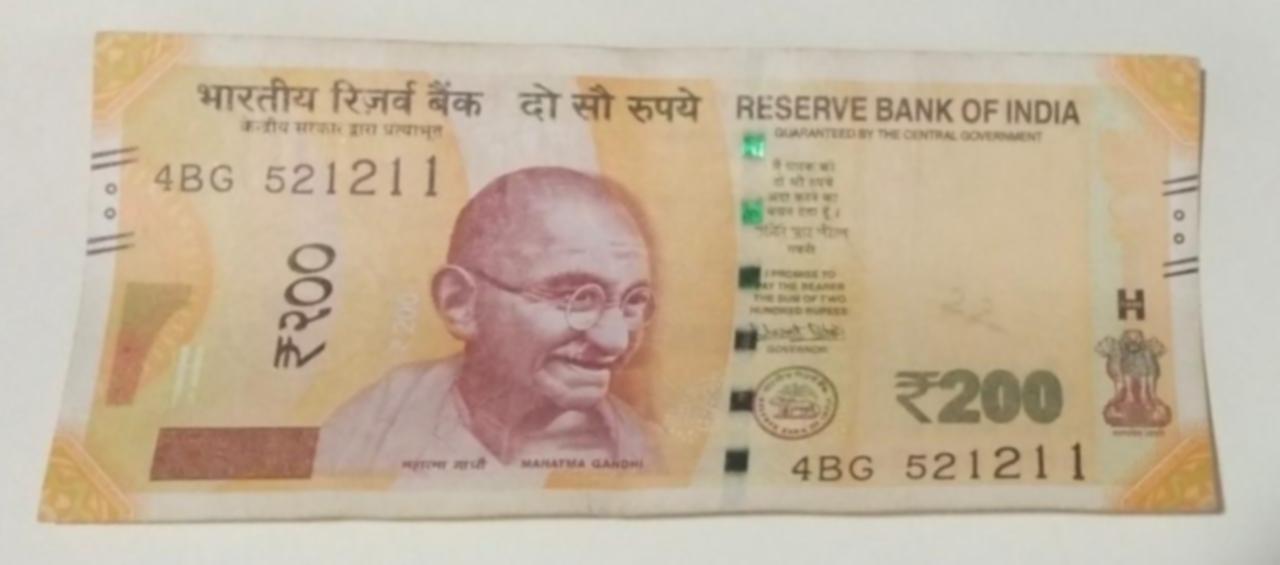 भारतीय रिज़र्व बैंक दो सौ रुपये RESERVE BANK OF INDIA
केन्द्रीय सरकार द्वारा प्रत्याभूत GUARANTEED BY THE CENTRAL GOVERNMENT
4BG 521211
₹२००
मैं धारक को
दो सौ रुपये
अदा करने का
वचन देता हूँ।
I PROMISE TO
PAY THE BEARER
THE SUM OF TWO
HUNDRED RUPEES
GOVERNOR
₹200
महात्मा गांधी MAHATMA GANDHI
4BG 521211